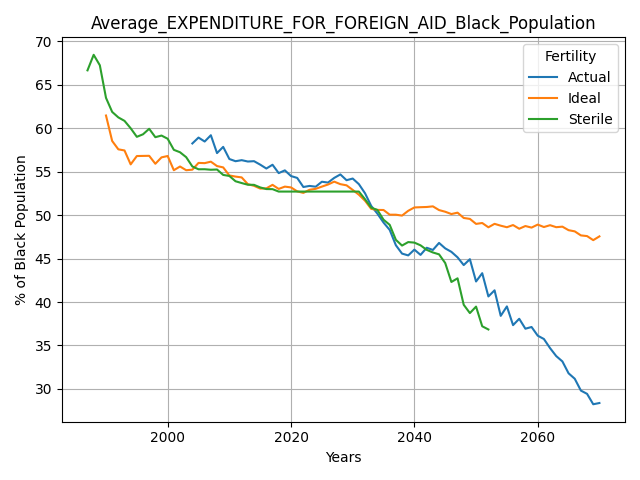 Average_EXPENDITURE_FOR_FOREIGN_AID_Black_Population
70
65
60
55
50
45
40
35
30
% of Black Population
Fertility
Actual
Ideal
Sterile
2000 2020 2040 2060
Years